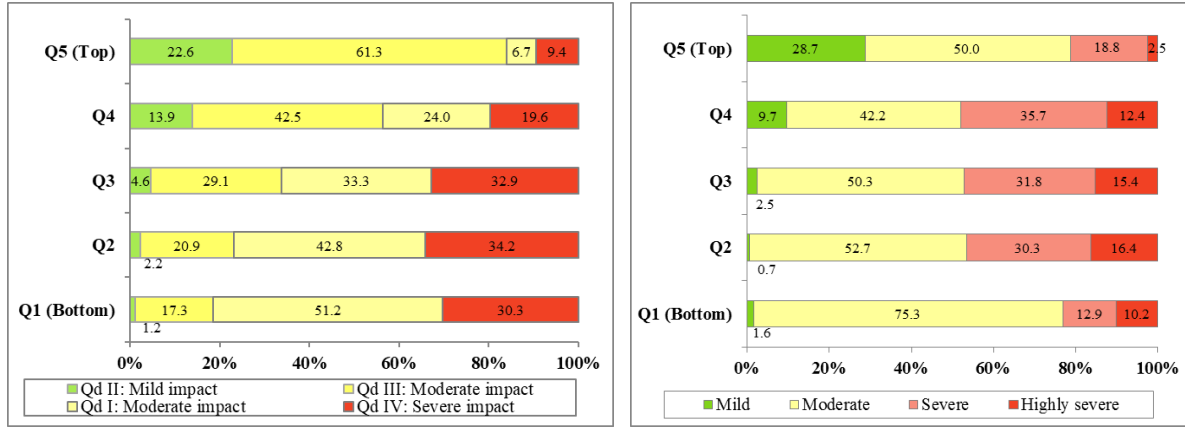 Q5 (Top) 22.6 61.3 6.7 9.4
Q4 13.9 42.5 24.0 19.6
Q3 4.6 29.1 33.3 32.9
Q2 20.9 42.8 34.2
2.2
Q1 (Bottom) 17.3 51.2 30.3
1.2
0% 20% 40% 60% 80% 100%
Qd II: Mild impact Qd III: Moderate impact
Qd I: Moderate impact Qd IV: Severe impact
Q5 (Top) 28.7 50.0 18.8 2.5
Q4 9.7 42.2 35.7 12.4
Q3 50.3 31.8 15.4
2.5
Q2 52.7 30.3 16.4
0.7
Q1 (Bottom) 75.3 12.9 10.2
1.6
0% 20% 40% 60% 80% 100%
Mild Moderate Severe Highly severe